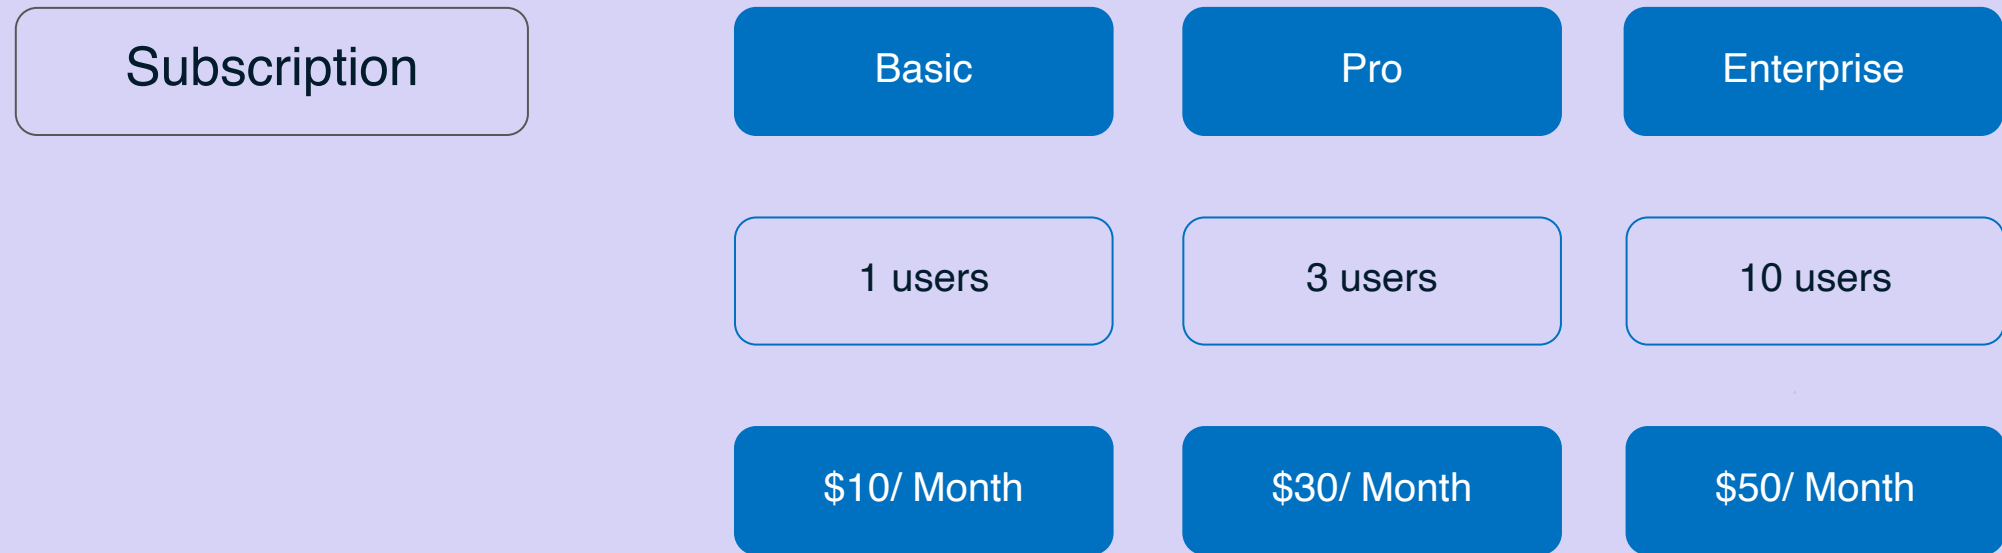 Subscription
Basic
Pro
Enterprise
1 users
3 users
10 users
$10/ Month
$30/ Month
$50/ Month